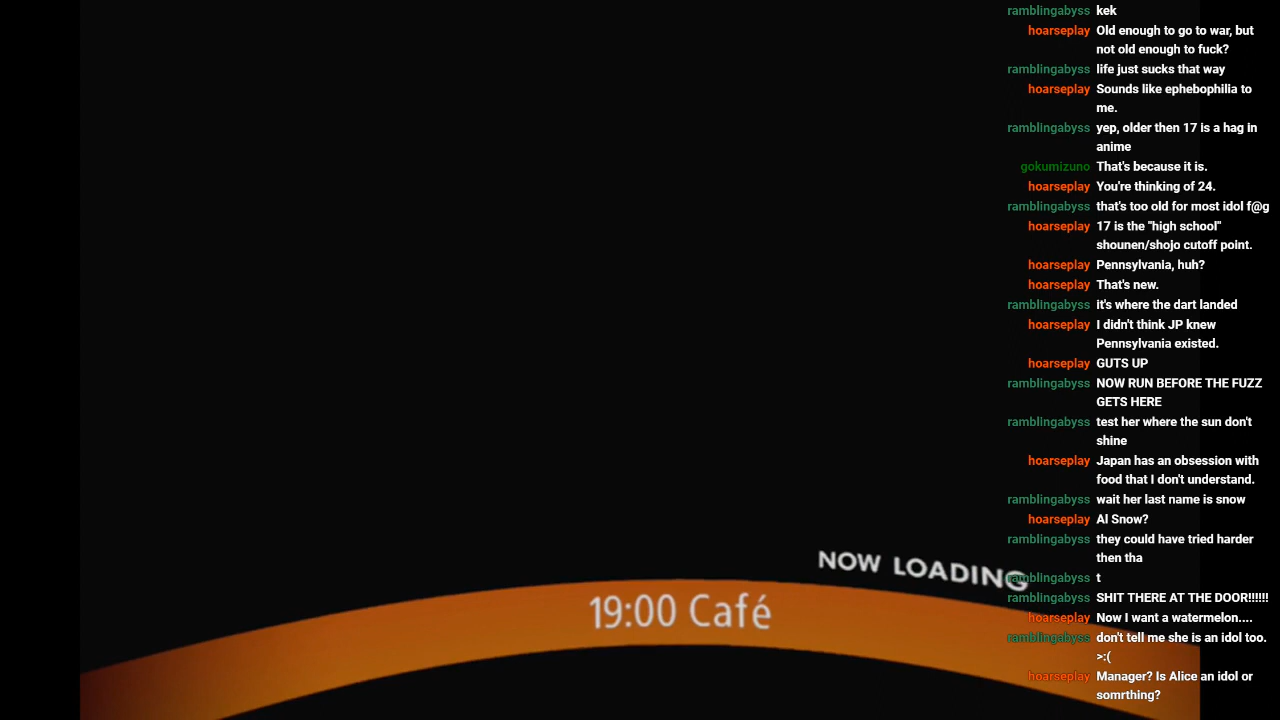 ramblingabyss kek
hoarseplay Old enough to go to war, but
not old enough to fuck?
ramblingabyss life just sucks that way
hoarseplay Sounds like ephebophilia to
me.
ramblingabyss yep, older then 17 is a hag in
anime
gokumizuno That's because it is.
hoarseplay You're thinking of 24.
ramblingabyss that's too old for most idol f@g
hoarseplay 17 is the "high school"
shounen/shojo cutoff point.
hoarseplay Pennsylvania, huh?
hoarseplay That's new.
ramblingabyss it's where the dart landed
hoarseplay I didn't think JP knew
Pennsylvania existed.
hoarseplay GUTS UP
ramblingabyss NOW RUN BEFORE THE FUZZ
GETS HERE
ramblingabyss test her where the sun don't
shine
hoarseplay Japan has an obsession with
food that I don't understand.
ramblingabyss wait her last name is snow
hoarseplay Al Snow?
ramblingabyss they could have tried harder
then tha
ramblingabyss t
ramblingabyss SHIT THERE AT THE DOOR!!!!!!
hoarseplay Now I want a watermelon....
ramblingabyss don't tell me she is an idol too.
>:(
hoarseplay Manager? Is Alice an idol or
somrthing?
NOW LOADING
19:00 Café